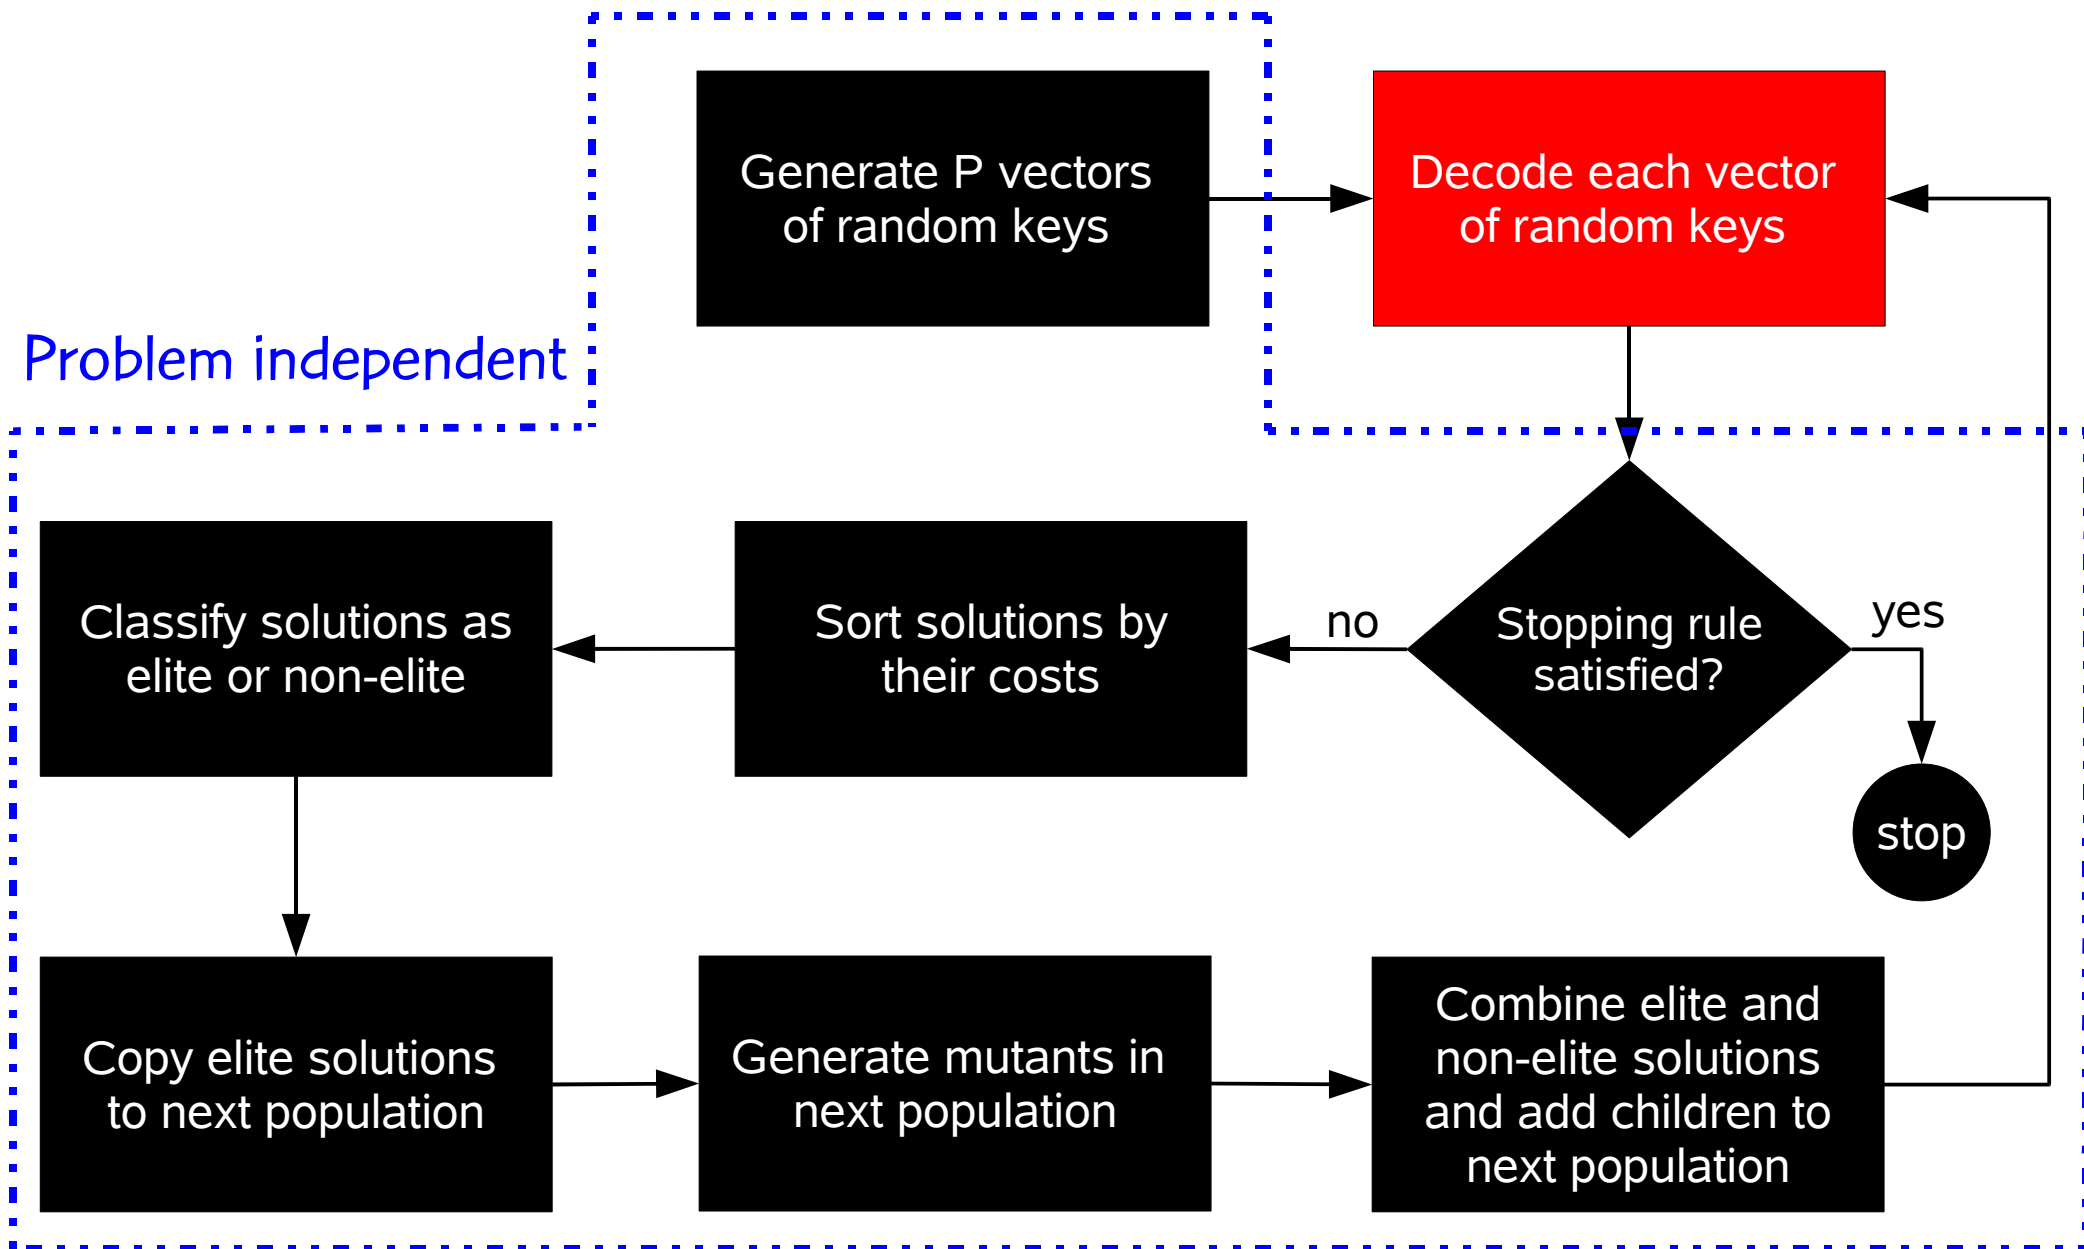 Generate P vectors
of random keys
Decode each vector
of random keys
Problem independent
Classify solutions as
elite or non-elite
Sort solutions by
their costs
no
Stopping rule
satisfied?
yes
stop
Copy elite solutions
to next population
Generate mutants in
next population
Combine elite and
non-elite solutions
and add children to
next population